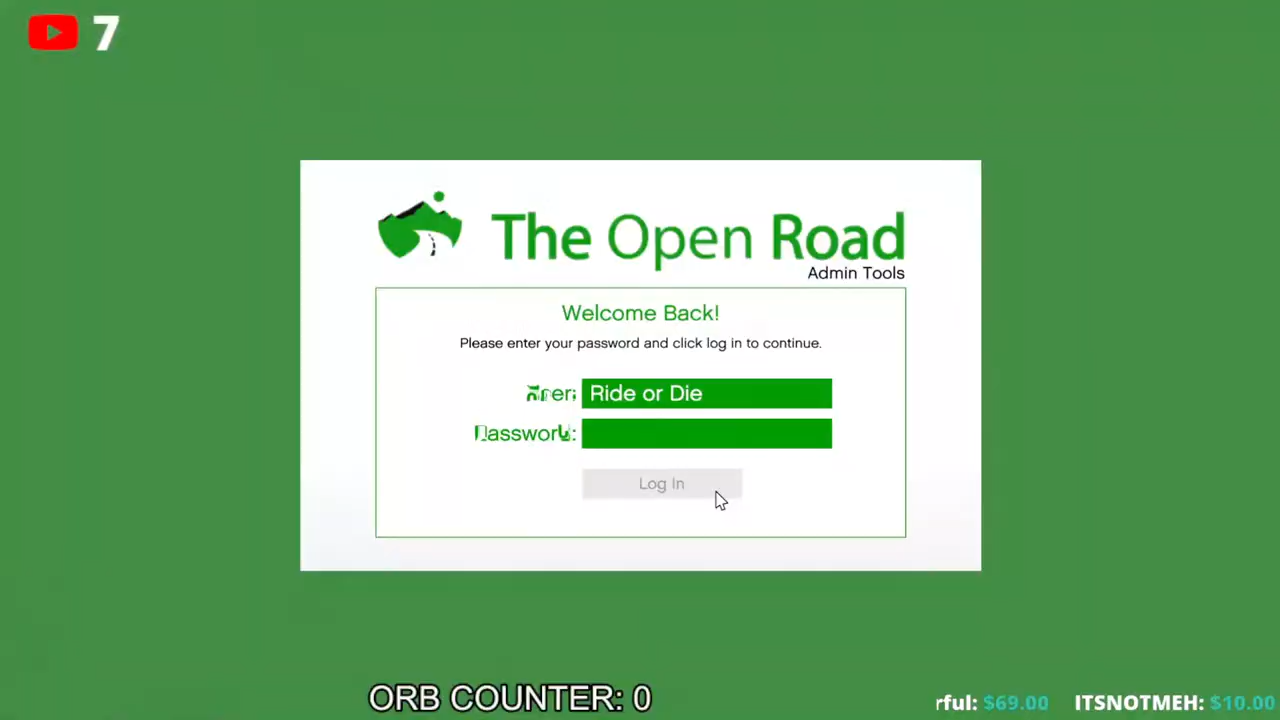 7
The Open Road
Admin Tools
Welcome Back!
Please enter your password and click log in to continue.
Ride or Die
Log In
ORB COUNTER: 0
rful: $69.00 ITSNOTMEH: $10.00